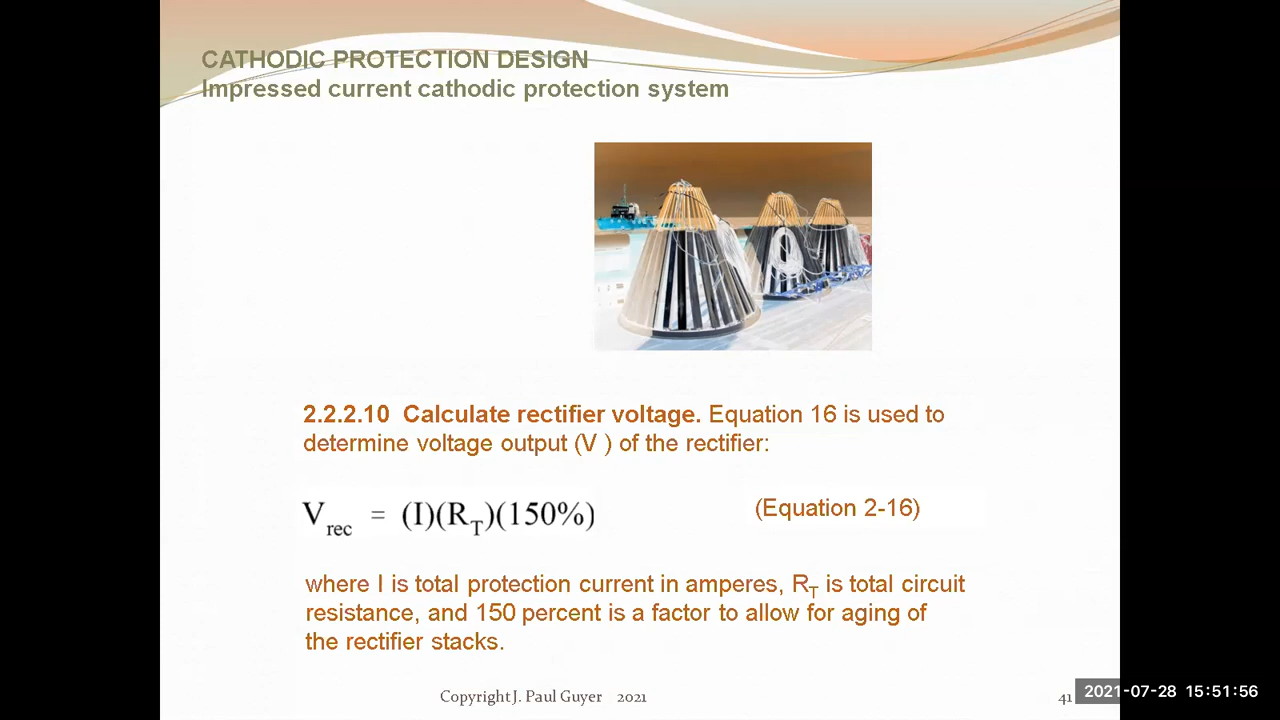 CATHODIC PROTECTION DESIGN
Impressed current cathodic protection system
2.2.2.10 Calculate rectifier voltage. Equation 16 is used to
determine voltage output (V ) of the rectifier:
V_rec = (I)(R_T)(150%)
(Equation 2-16)
where I is total protection current in amperes, R_T is total circuit
resistance, and 150 percent is a factor to allow for aging of
the rectifier stacks.
Copyright J. Paul Guyer 2021
41
2021-07-28 15:51:56